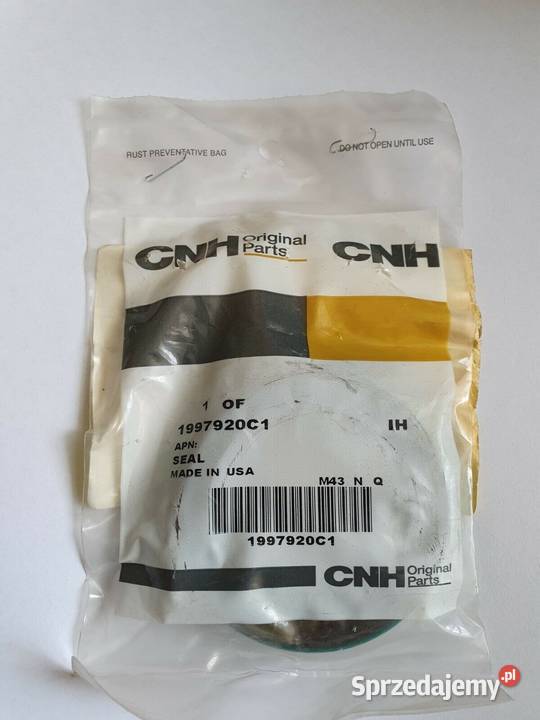 RUST PREVENTATIVE BAG
DO NOT OPEN UNTIL USE
CNH Original Parts
CNH
1 OF
1997920C1 IH
APN:
SEAL
MADE IN USA
M43 N Q
1997920C1
CNH Original Parts
Sprzedajemy.pl